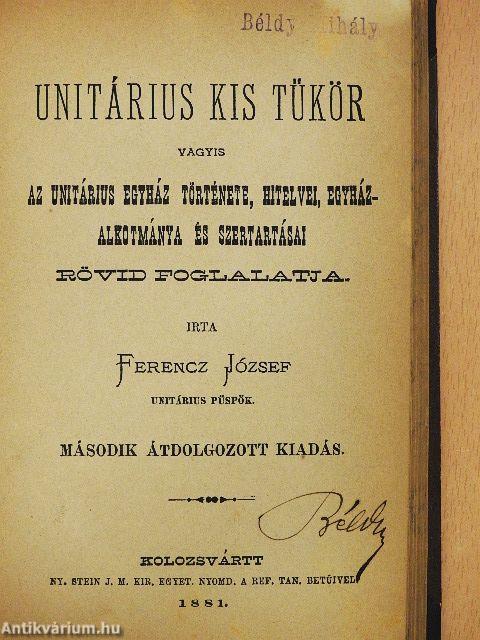 Béldy Mihály
UNITÁRIUS KIS TÜKÖR
VAGYIS
AZ UNITÁRIUS EGYHÁZ TÖRTÉNETE, HITELVEI, EGYHÁZ-
ALKOTMÁNYA ÉS SZERTARTÁSAI
RÖVID FOGLALATJA.
IRTA
FERENCZ JÓZSEF
UNITÁRIUS PÜSPÖK.
MÁSODIK ÁTDOLGOZOTT KIADÁS.
Béldy
KOLOZSVÁRTT
NY. STEIN J. M. KIR. EGYET. NYOMD. A REF. TAN. BETŰIVEL
1881.
Antikvárium.hu